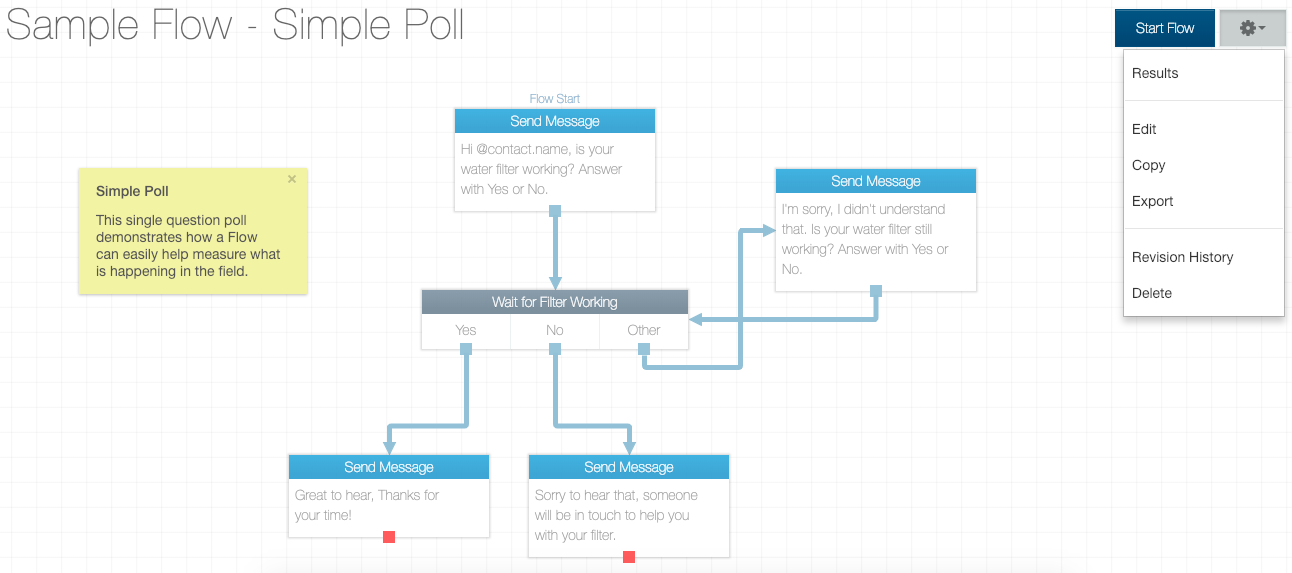 Sample Flow - Simple Poll
Start Flow
Results
Edit
Copy
Export
Revision History
Delete
Flow Start
Send Message
Hi @contact.name, is your
water filter working? Answer
with Yes or No.
×
Simple Poll
This single question poll
demonstrates how a Flow
can easily help measure what
is happening in the field.
Send Message
I'm sorry, I didn't understand
that. Is your water filter still
working? Answer with Yes or
No.
Wait for Filter Working
Yes No Other
Send Message
Great to hear, Thanks for
your time!
Send Message
Sorry to hear that, someone
will be in touch to help you
with your filter.